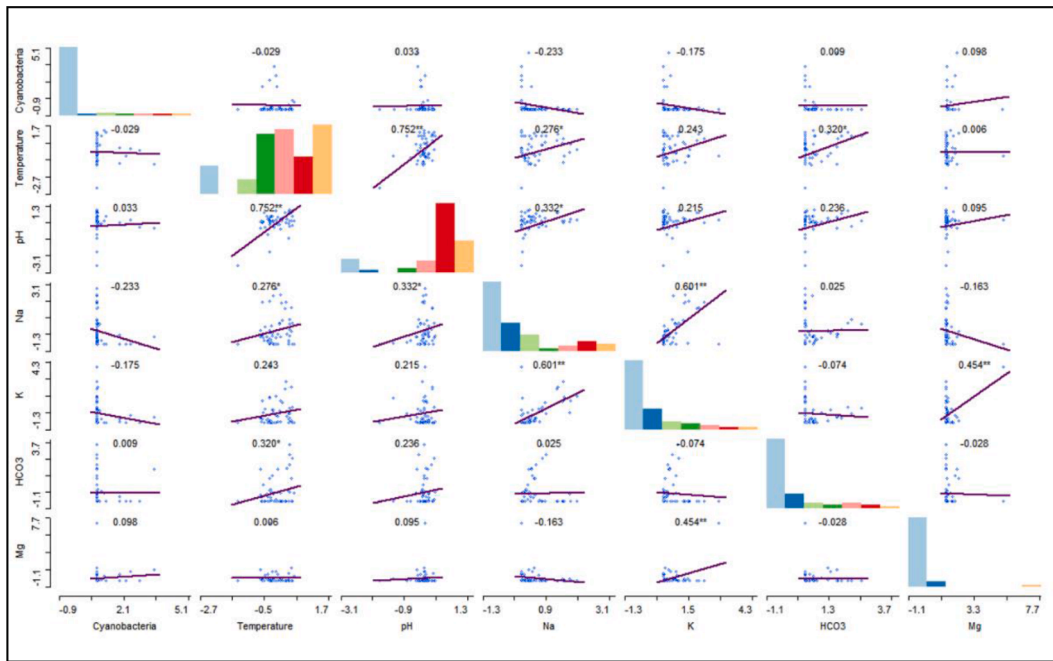 Cyanobacteria -0.9 5.1 -0.029 0.033 -0.233 -0.175 0.099 0.098
Temperature -2.7 1.7 -0.029 0.752** 0.276* 0.243 0.320* 0.006
pH -3.1 1.3 0.033 0.752** 0.332* 0.215 0.236 0.095
Na -1.3 3.1 -0.233 0.276* 0.332* 0.601** 0.025 -0.163
K -1.3 4.3 -0.175 0.243 0.215 0.601** -0.074 0.454**
HCO3 -1.1 3.7 0.009 0.320* 0.236 0.025 -0.074 -0.028
Mg -1.1 7.7 0.098 0.006 0.095 -0.163 0.454** -0.028
-0.9 2.1 5.1 -2.7 -0.5 1.7 -3.1 -0.9 1.3 -1.3 0.9 3.1 -1.3 1.5 4.3 -1.1 1.3 3.7 -1.1 3.3 7.7
Cyanobacteria Temperature pH Na K HCO3 Mg